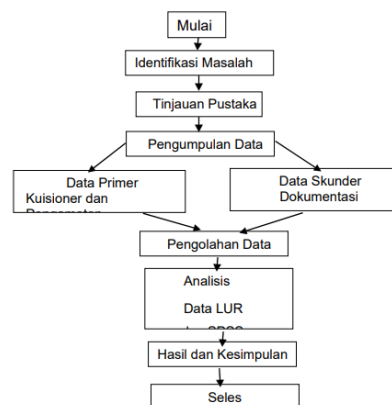 Mulai
Identifikasi Masalah
Tinjauan Pustaka
Pengumpulan Data
Data Primer
Kuisioner dan
Data Skunder
Dokumentasi
Pengolahan Data
Analisis
Data LUR
Hasil dan Kesimpulan
Seles